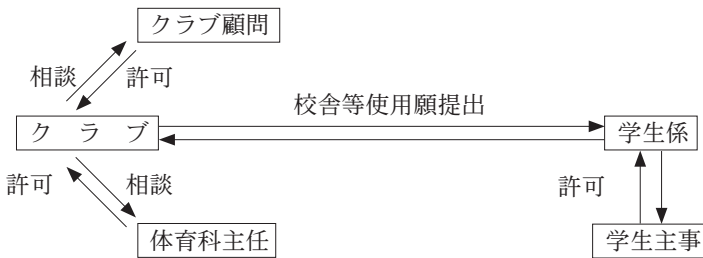 クラブ顧問
相談
許可
校舎等使用願提出
クラブ
学生係
許可
相談
許可
体育科主任
学生主事